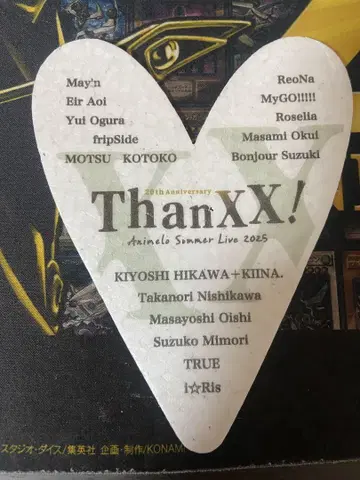 May'n
Eir Aoi
Yui Ogura
fripSide
MOTSU KOTOKO
ReoNa
MyGO!!!!!
Roselia
Masami Okui
Bonjour Suzuki
20th Anniversary
ThanXX!
Animelo Summer Live 2025
KIYOSHI HIKAWA+KIINA.
Takanori Nishikawa
Masayoshi Oishi
Suzuko Mimori
TRUE
i☆Ris
スタジオ・ダイス/集英社 企画・制作/KONAMI